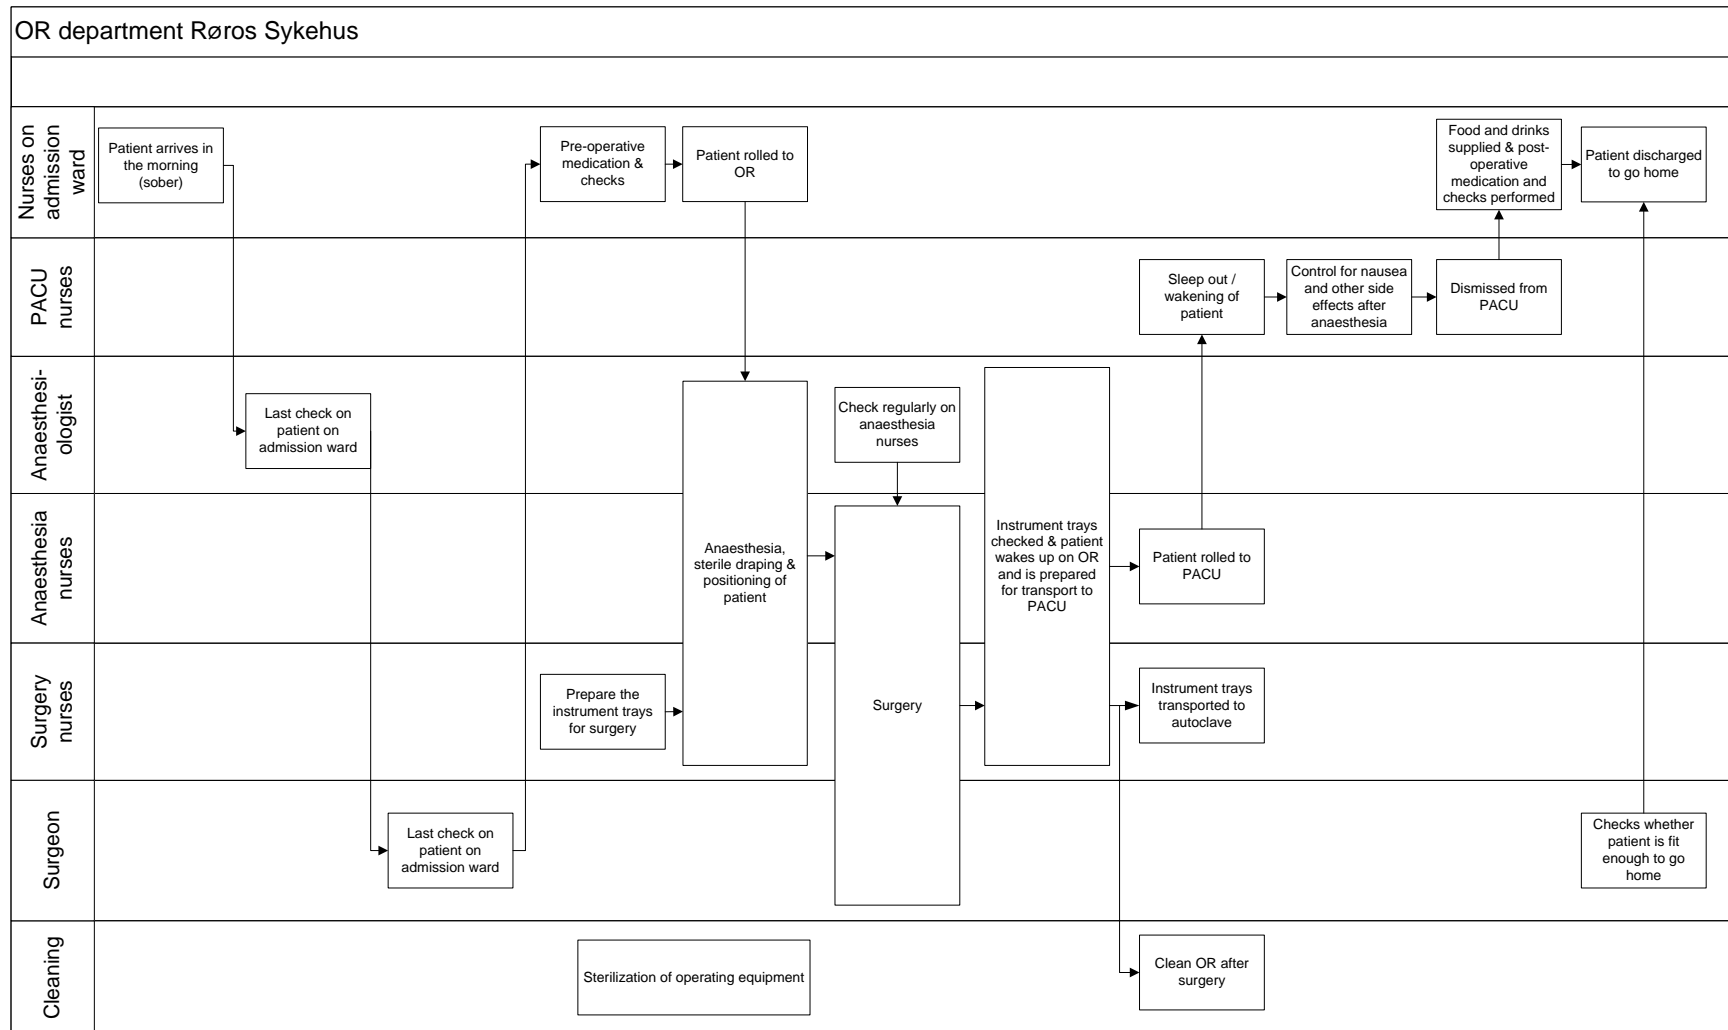 OR department Røros Sykehus
Nurses on
admission
ward
Patient arrives in
the morning
(sober)
Pre-operative
medication &
checks
Patient rolled to
OR
Food and drinks
supplied & post-
operative
medication and
checks performed
Patient discharged
to go home
PACU
nurses
Sleep out /
wakening of
patient
Control for nausea
and other side
effects after
anaesthesia
Dismissed from
PACU
Anaesthesi-
ologist
Last check on
patient on
admission ward
Check regularly on
anaesthesia
nurses
Anaesthesia
nurses
Anaesthesia,
sterile draping &
positioning of
patient
Instrument trays
checked & patient
wakes up on OR
and is prepared
for transport to
PACU
Patient rolled to
PACU
Surgery
nurses
Prepare the
instrument trays
for surgery
Surgery
Instrument trays
transported to
autoclave
Surgeon
Last check on
patient on
admission ward
Checks whether
patient is fit
enough to go
home
Cleaning
Sterilization of operating equipment
Clean OR after
surgery